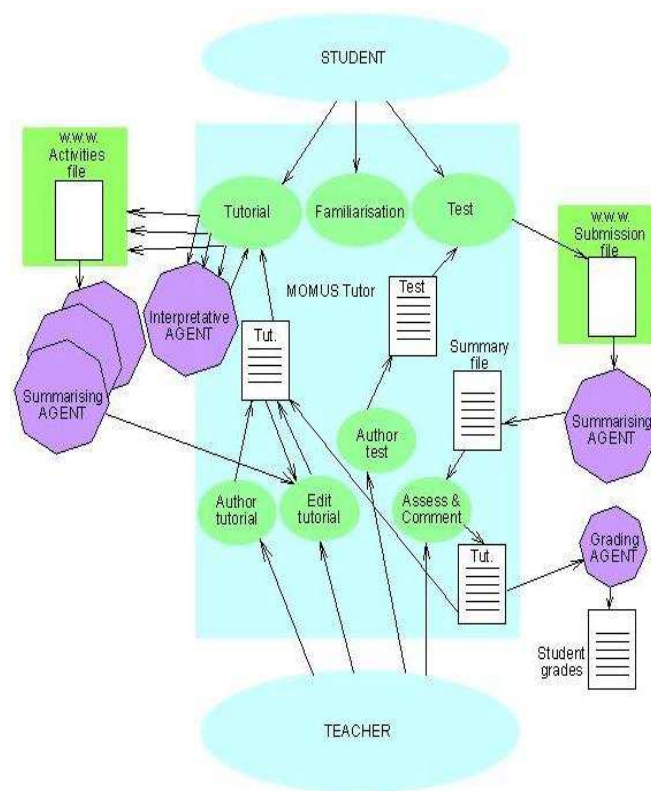 STUDENT
w.w.w.
Activities
file
Tutorial
Familiarisation
Test
w.w.w.
Submission
file
MOMUS Tutor
Test
Interpretative
AGENT
Tut.
Summary
file
Summarising
AGENT
Summarising
AGENT
Author
test
Author
tutorial
Edit
tutorial
Assess &
Comment
Tut.
Grading
AGENT
Student
grades
TEACHER